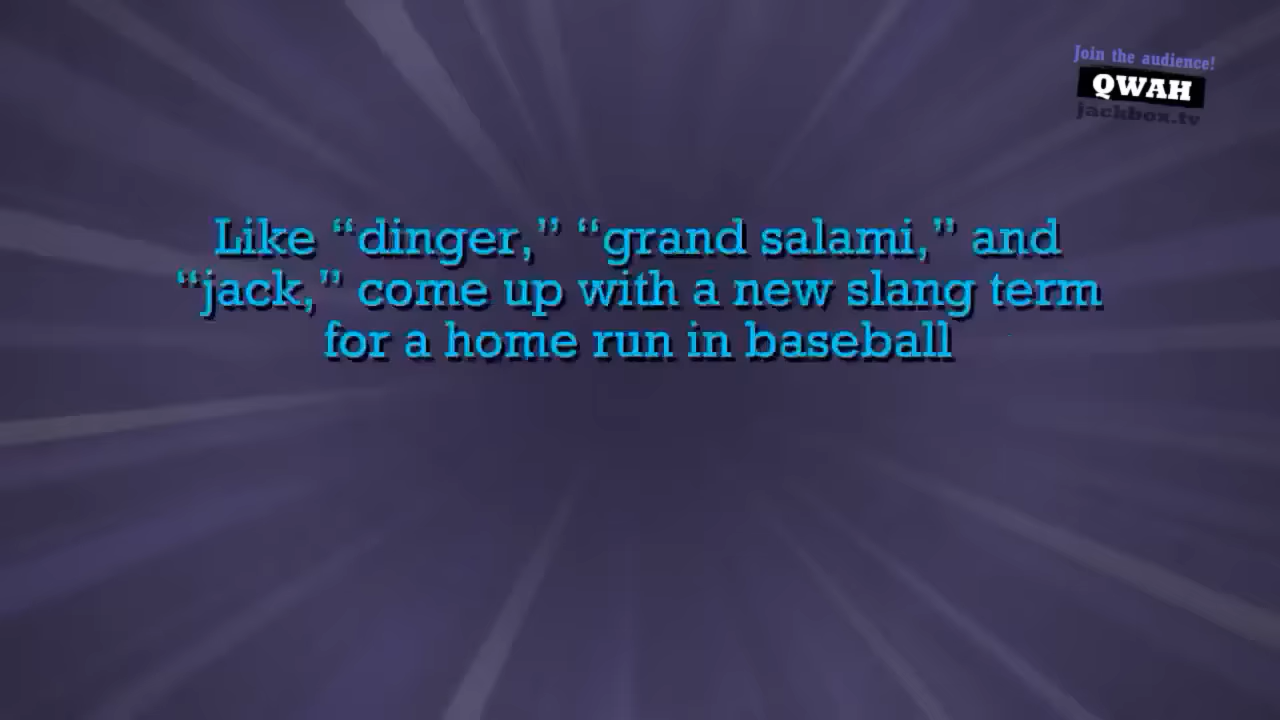 Join the audience!
QWAH
jackbox.tv
Like “dinger,” “grand salami,” and
“jack,” come up with a new slang term
for a home run in baseball